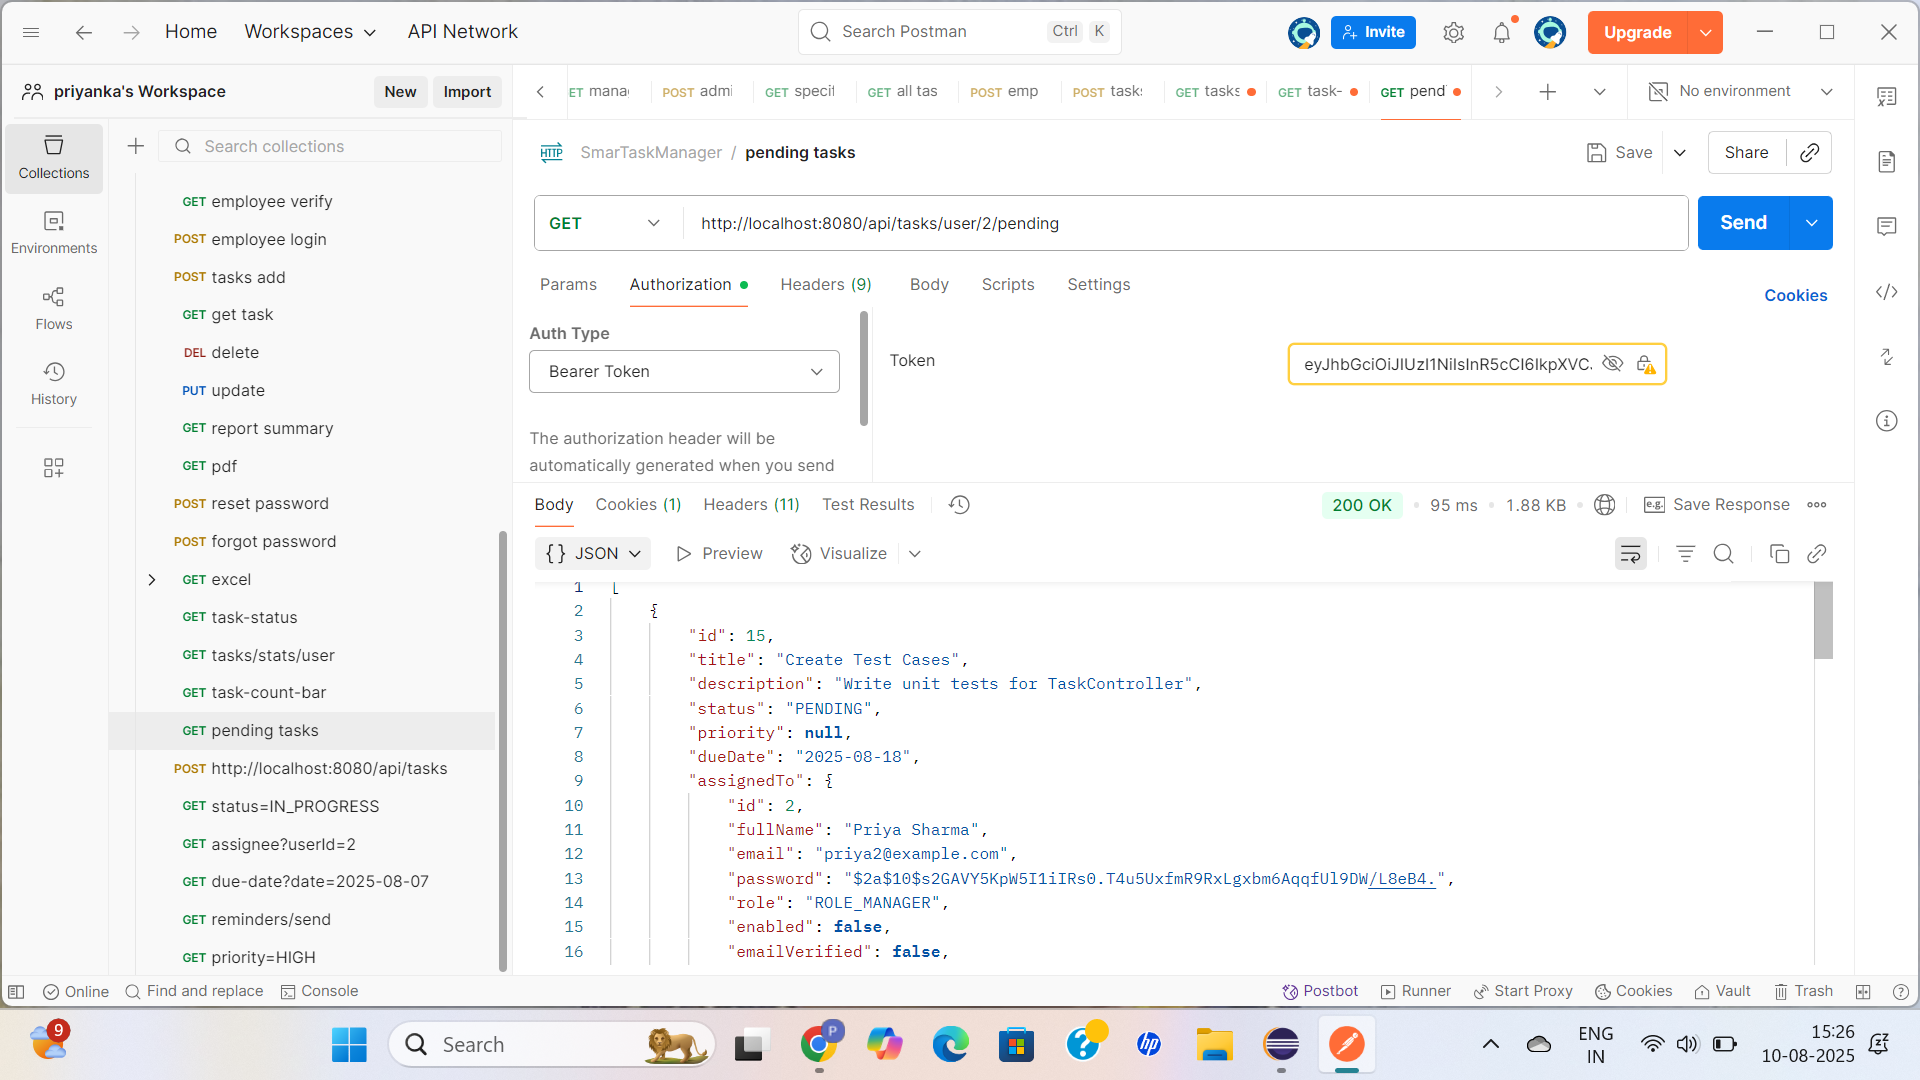 Home
Workspaces
API Network
Search Postman
Ctrl
K
Invite
Upgrade
priyanka's Workspace
New
Import
ET mana
POST admi
GET specif
GET all tas
POST emp
POST tasks
GET tasks
GET task-
GET pend
No environment
Collections
Environments
Flows
History
Search collections
GET employee verify
POST employee login
POST tasks add
GET get task
DEL delete
PUT update
GET report summary
GET pdf
POST reset password
POST forgot password
GET excel
GET task-status
GET tasks/stats/user
GET task-count-bar
GET pending tasks
POST http://localhost:8080/api/tasks
GET status=IN_PROGRESS
GET assignee?userId=2
GET due-date?date=2025-08-07
GET reminders/send
GET priority=HIGH
HTTP
SmarTaskManager / pending tasks
Save
Share
GET
http://localhost:8080/api/tasks/user/2/pending
Send
Params
Authorization
Headers (9)
Body
Scripts
Settings
Cookies
Auth Type
Bearer Token
The authorization header will be
automatically generated when you send
Token
eyJhbGciOiJIUzI1NiIsInR5cCI6IkpXVC.
Body
Cookies (1)
Headers (11)
Test Results
200 OK
95 ms
1.88 KB
e.g.
Save Response
{} JSON
Preview
Visualize
1 [
2 {
3 "id": 15,
4 "title": "Create Test Cases",
5 "description": "Write unit tests for TaskController",
6 "status": "PENDING",
7 "priority": null,
8 "dueDate": "2025-08-18",
9 "assignedTo": {
10 "id": 2,
11 "fullName": "Priya Sharma",
12 "email": "priya2@example.com",
13 "password": "$2a$10$s2GAVY5KpW5I1iIRs0.T4u5UxfmR9RxLgxbm6AqqfUl9DW/L8eB4.",
14 "role": "ROLE_MANAGER",
15 "enabled": false,
16 "emailVerified": false,
Online
Find and replace
Console
Postbot
Runner
Start Proxy
Cookies
Vault
Trash
9
Search
P
hp
ENG
IN
15:26
10-08-2025